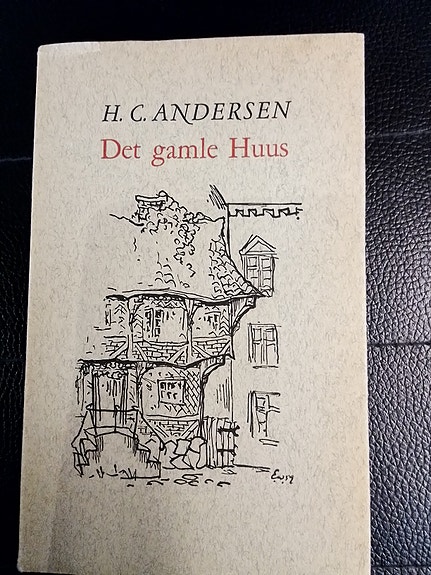 H. C. ANDERSEN
Det gamle Huus